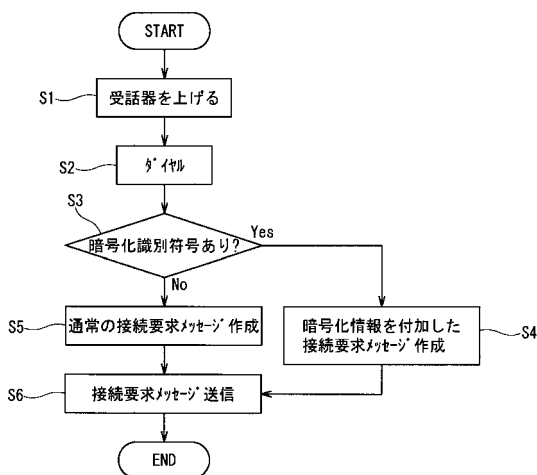 START
S1
受話器を上げる
S2
ダイヤル
S3
暗号化識別符号あり?
Yes
No
S5
通常の接続要求メッセージ作成
暗号化情報を付加した
接続要求メッセージ作成
S4
S6
接続要求メッセージ送信
END